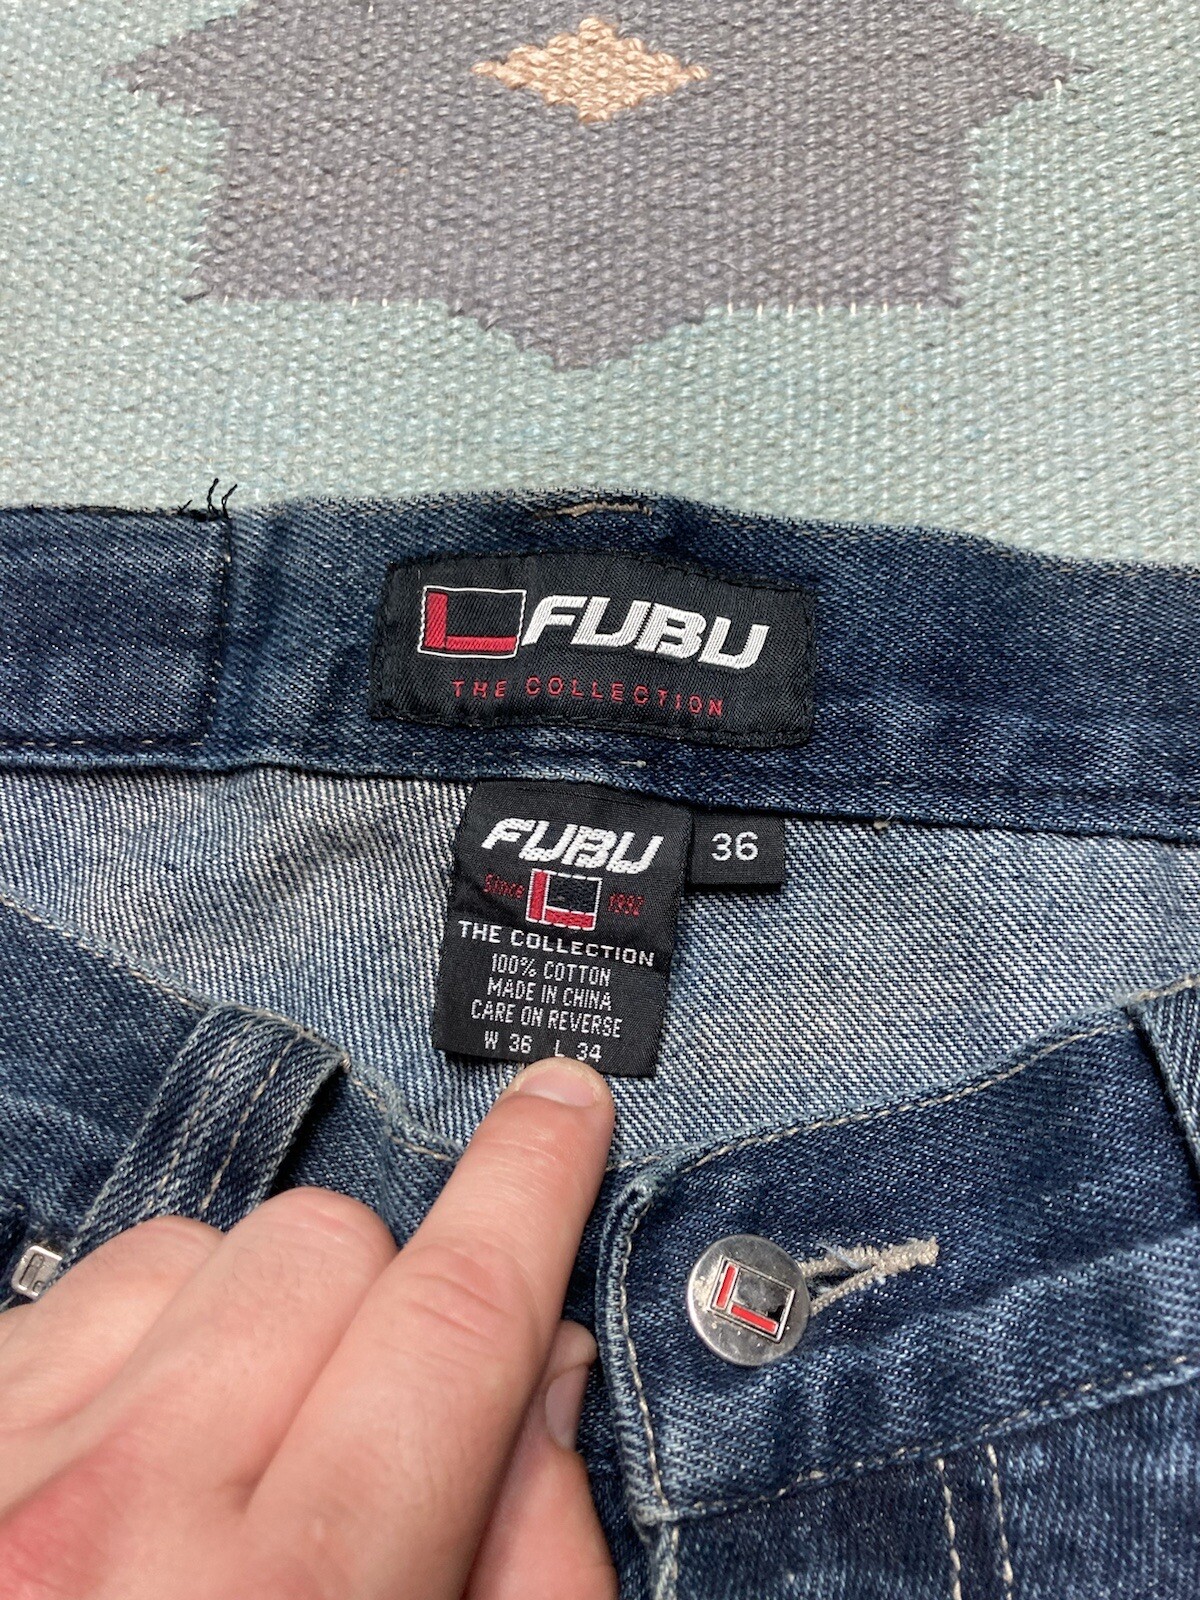 FUBU
THE COLLECTION
FUBU
36
Since 1992
THE COLLECTION
100% COTTON
MADE IN CHINA
CARE ON REVERSE
W 36 L 34